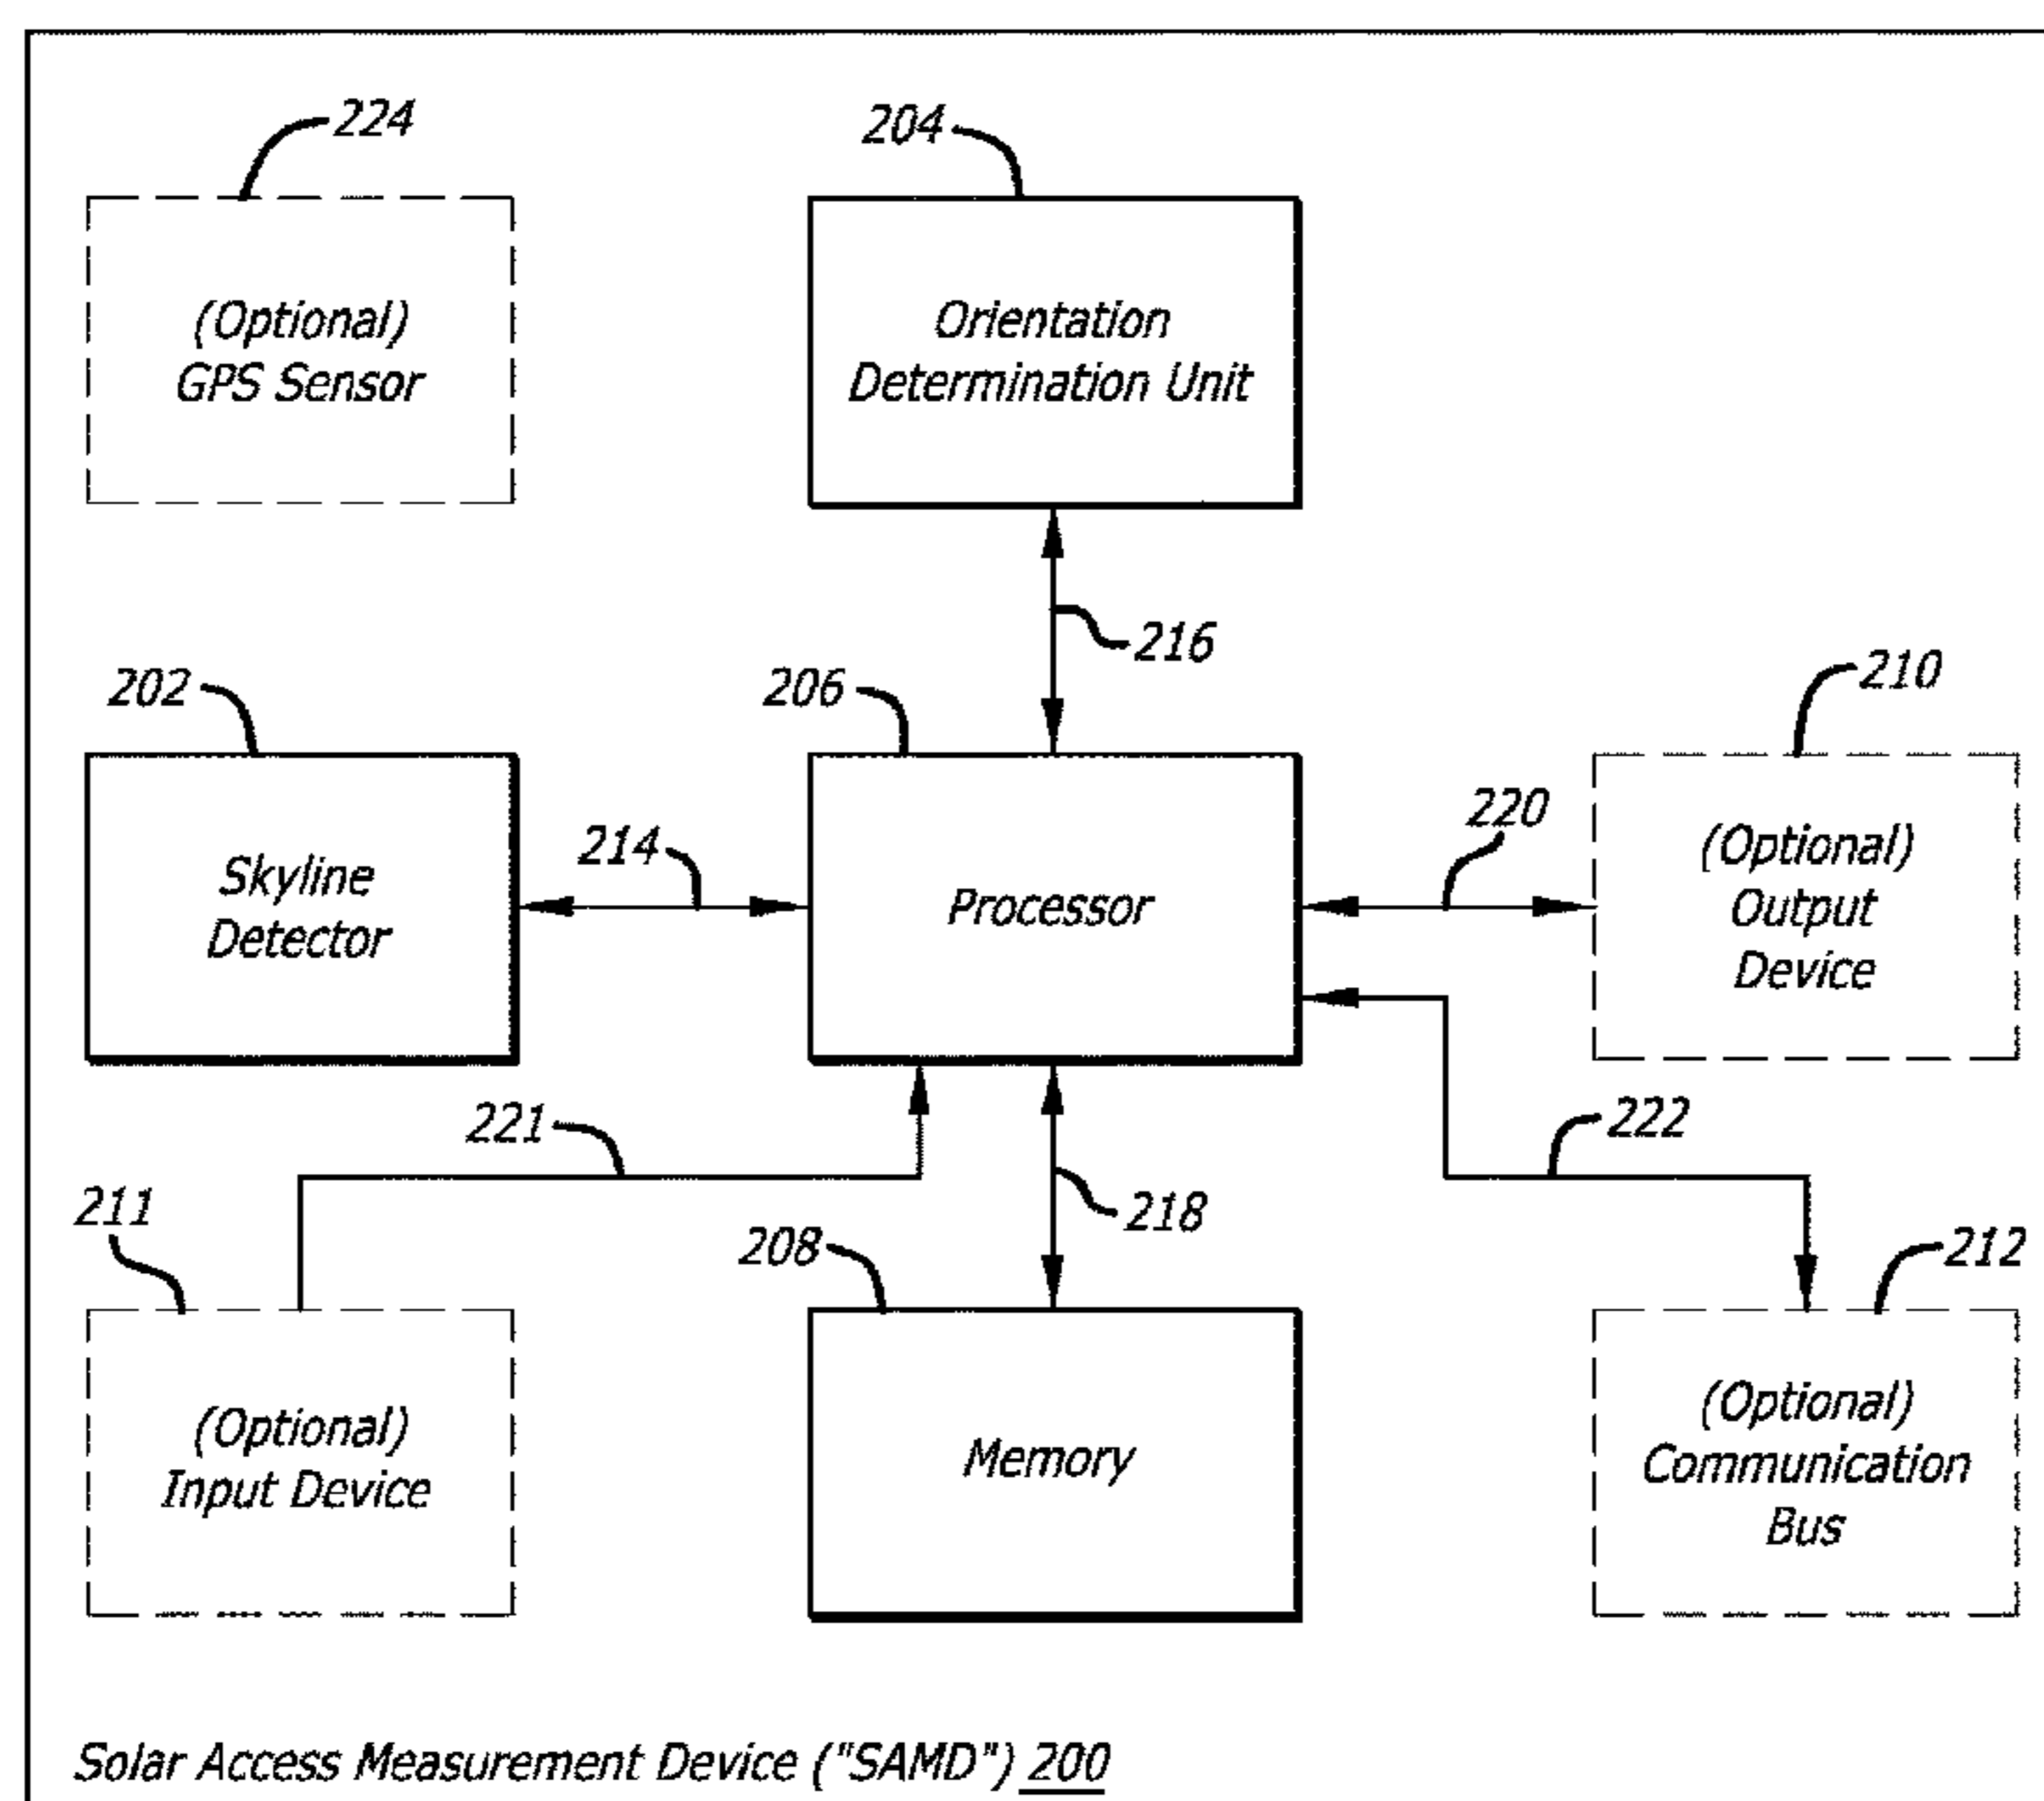 224
204
(Optional)
GPS Sensor
Orientation
Determination Unit
216
202
206
210
214
220
Skyline
Detector
Processor
(Optional)
Output
Device
221
222
211
218
208
212
(Optional)
Input Device
Memory
(Optional)
Communication
Bus
Solar Access Measurement Device ("SAMD") 200